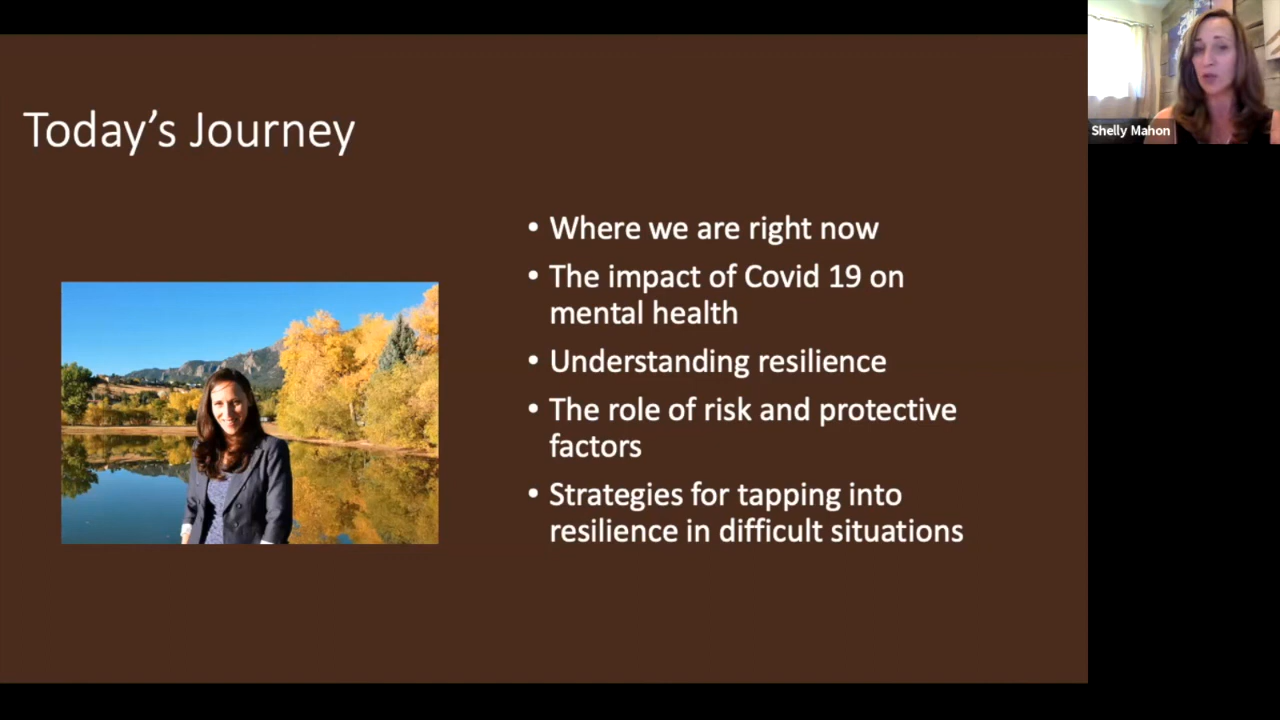 Today's Journey
• Where we are right now
• The impact of Covid 19 on
mental health
• Understanding resilience
• The role of risk and protective
factors
• Strategies for tapping into
resilience in difficult situations
Shelly Mahon